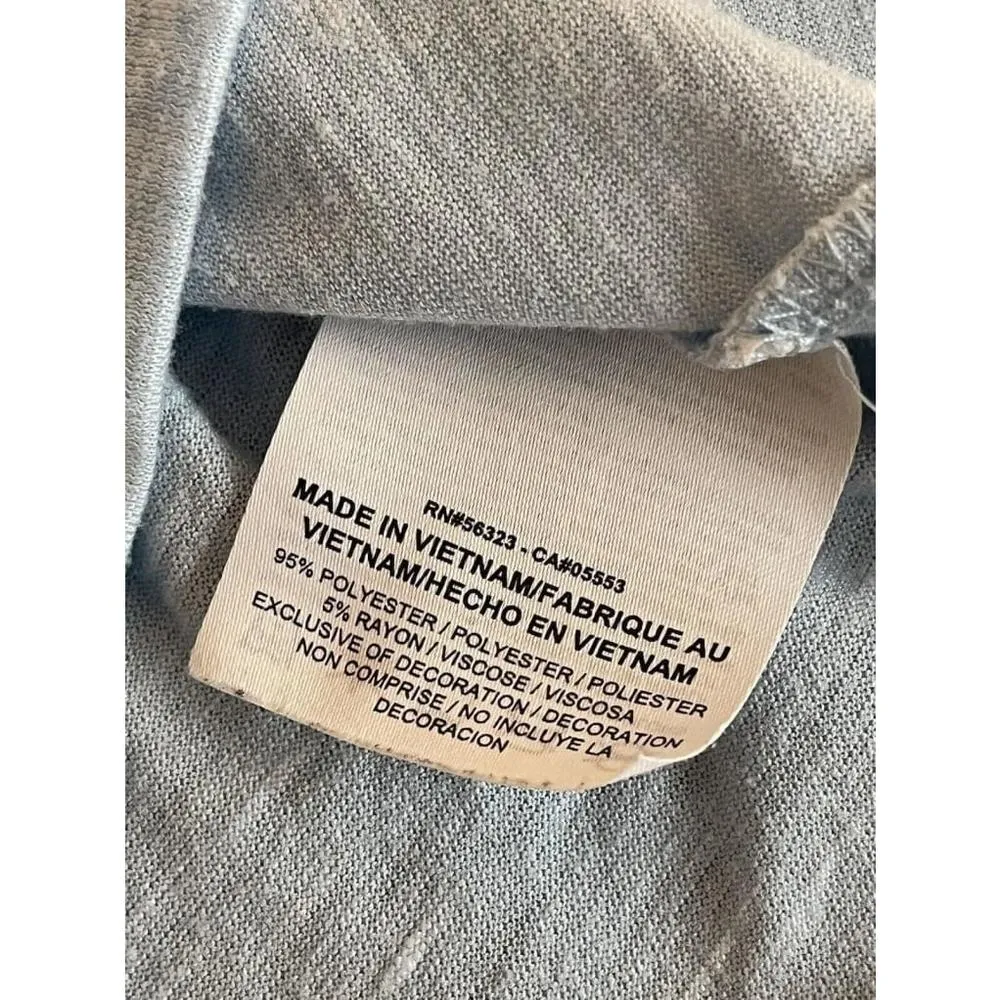 RN#56323 - CA#05553
MADE IN VIETNAM/FABRIQUE AU
VIETNAM/HECHO EN VIETNAM
95% POLYESTER / POLYESTER / POLIESTER
5% RAYON / VISCOSE / VISCOSA
EXCLUSIVE OF DECORATION / DECORATION
NON COMPRISE / NO INCLUYE LA
DECORACION